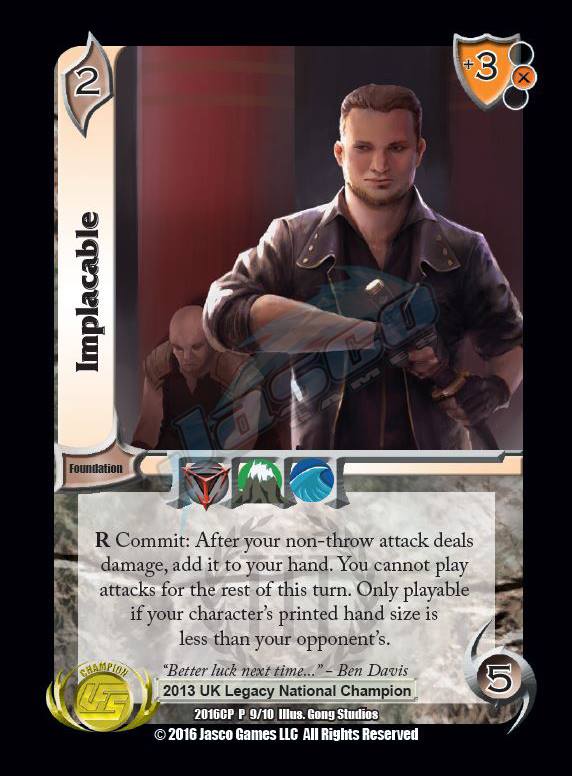 2
+3
Implacable
Jasco
GAMES
Foundation
R Commit: After your non-throw attack deals
damage, add it to your hand. You cannot play
attacks for the rest of this turn. Only playable
if your character's printed hand size is
less than your opponent's.
"Better luck next time..." - Ben Davis
CHAMPION
UFS
2013 UK Legacy National Champion
5
2016CP P 9/10 Illus. Gong Studios
© 2016 Jasco Games LLC All Rights Reserved